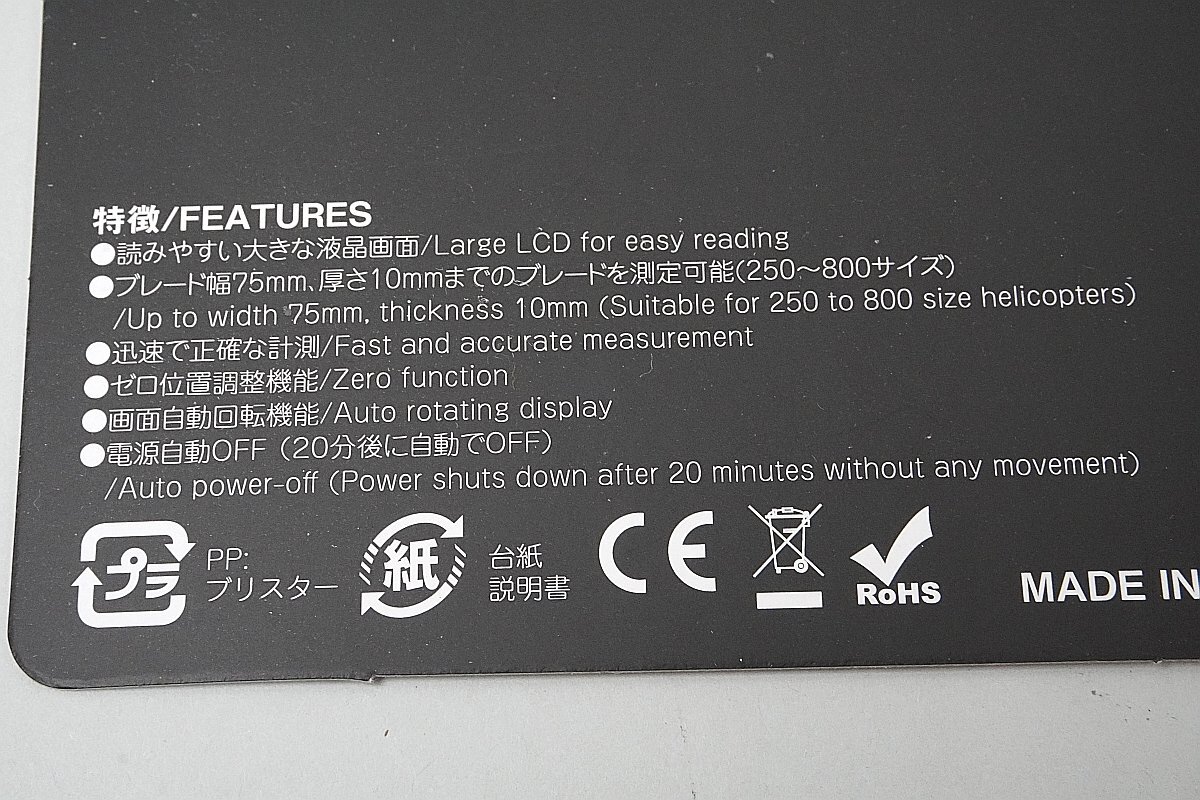 特徴/FEATURES
●読みやすい大きな液晶画面/Large LCD for easy reading
●ブレード幅75mm、厚さ10mmまでのブレードを測定可能(250〜800サイズ)
/Up to width 75mm, thickness 10mm (Suitable for 250 to 800 size helicopters)
●迅速で正確な計測/Fast and accurate measurement
●ゼロ位置調整機能/Zero function
●画面自動回転機能/Auto rotating display
●電源自動OFF（20分後に自動でOFF）
/Auto power-off (Power shuts down after 20 minutes without any movement)
プラ
PP:
ブリスター
紙
台紙
説明書
CE
RoHS
MADE IN